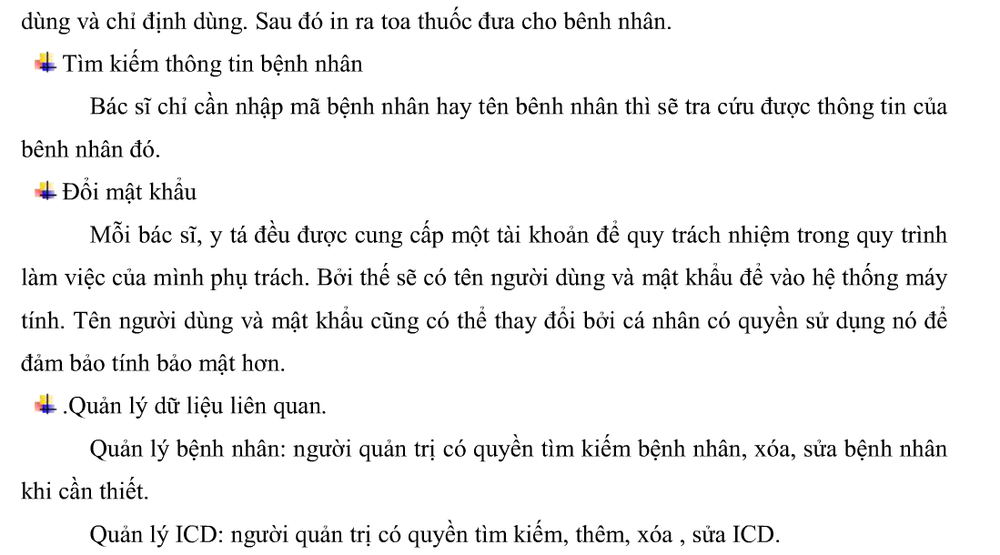 dùng và chỉ định dùng. Sau đó in ra toa thuốc đưa cho bênh nhân.
Tìm kiếm thông tin bệnh nhân
Bác sĩ chỉ cần nhập mã bệnh nhân hay tên bênh nhân thì sẽ tra cứu được thông tin của
bênh nhân đó.
Đổi mật khẩu
Mỗi bác sĩ, y tá đều được cung cấp một tài khoản để quy trách nhiệm trong quy trình
làm việc của mình phụ trách. Bởi thế sẽ có tên người dùng và mật khẩu để vào hệ thống máy
tính. Tên người dùng và mật khẩu cũng có thể thay đổi bởi cá nhân có quyền sử dụng nó để
đảm bảo tính bảo mật hơn.
.Quản lý dữ liệu liên quan.
Quản lý bệnh nhân: người quản trị có quyền tìm kiếm bệnh nhân, xóa, sửa bệnh nhân
khi cần thiết.
Quản lý ICD: người quản trị có quyền tìm kiếm, thêm, xóa , sửa ICD.